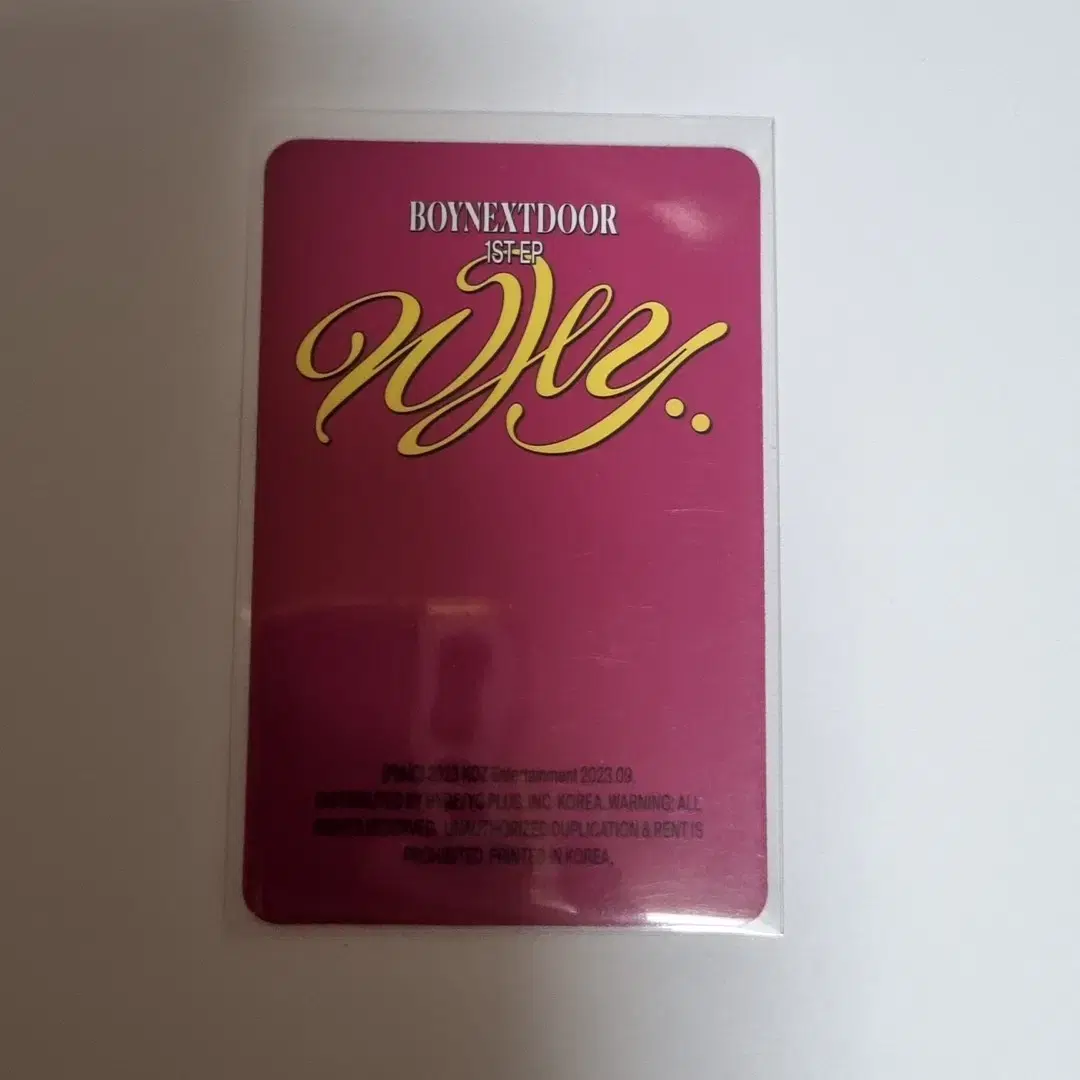 BOYNEXTDOOR
1ST EP
WHY..
(P)&(C) 2023 KOZ Entertainment 2023.09.
DISTRIBUTED BY HYBE/YG PLUS, INC. KOREA. WARNING: ALL
RIGHTS RESERVED. UNAUTHORIZED DUPLICATION & RENT IS
PROHIBITED. PRINTED IN KOREA.